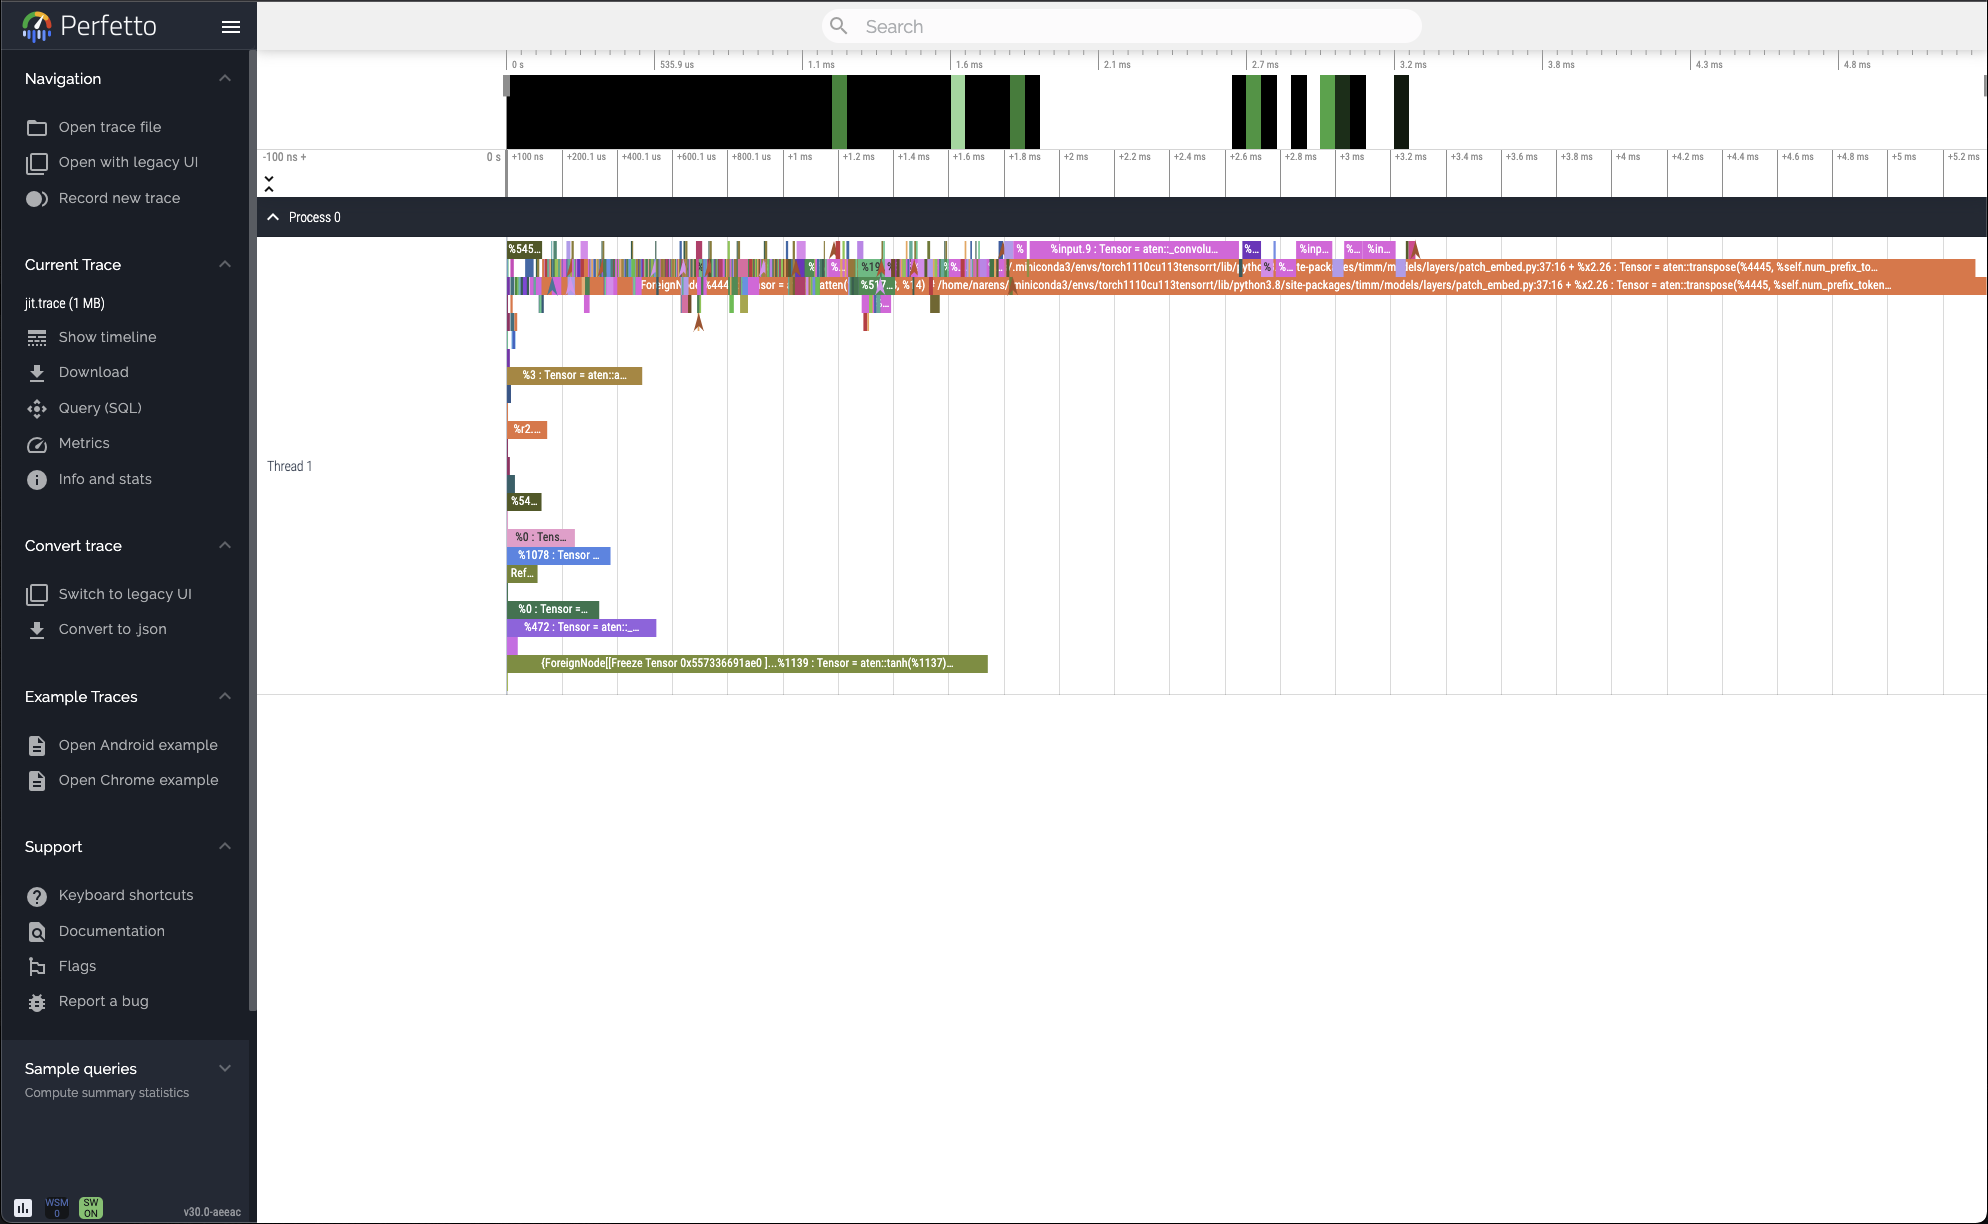 Perfetto
Search
Navigation
Open trace file
Open with legacy UI
Record new trace
Current Trace
jit.trace (1 MB)
Show timeline
Download
Query (SQL)
Metrics
Info and stats
Convert trace
Switch to legacy UI
Convert to .json
Example Traces
Open Android example
Open Chrome example
Support
Keyboard shortcuts
Documentation
Flags
Report a bug
Sample queries
Compute summary statistics
WSM
0
SW
ON
v30.0-aeeac
0 s 535.9 us 1.1 ms 1.6 ms 2.1 ms 2.7 ms 3.2 ms 3.8 ms 4.3 ms 4.8 ms
-100 ns + 0 s +100 ns +200.1 us +400.1 us +600.1 us +800.1 us +1 ms +1.2 ms +1.4 ms +1.6 ms +1.8 ms +2 ms +2.2 ms +2.4 ms +2.6 ms +2.8 ms +3 ms +3.2 ms +3.4 ms +3.6 ms +3.8 ms +4 ms +4.2 ms +4.4 ms +4.6 ms +4.8 ms +5 ms +5.2 ms
Process 0
Thread 1
%545... % %input.9 : Tensor = aten::_convolu... %... %inp... %... %in...
miniconda3/envs/torch1110cu113tensorrt/lib/pytho % %... te-packages/timm/models/layers/patch_embed.py:37:16 + %x2.26 : Tensor = aten::transpose(%4445, %self.num_prefix_to...
%444 %517... %14) /home/narens/miniconda3/envs/torch1110cu113tensorrt/lib/python3.8/site-packages/timm/models/layers/patch_embed.py:37:16 + %x2.26 : Tensor = aten::transpose(%4445, %self.num_prefix_token...
%3 : Tensor = aten::a...
%r2....
%54...
%0 : Tens...
%1078 : Tensor ...
Ref...
%0 : Tensor =...
%472 : Tensor = aten::_...
{ForeignNode[[Freeze Tensor 0x557336691ae0 ]...%1139 : Tensor = aten::tanh(%1137)...